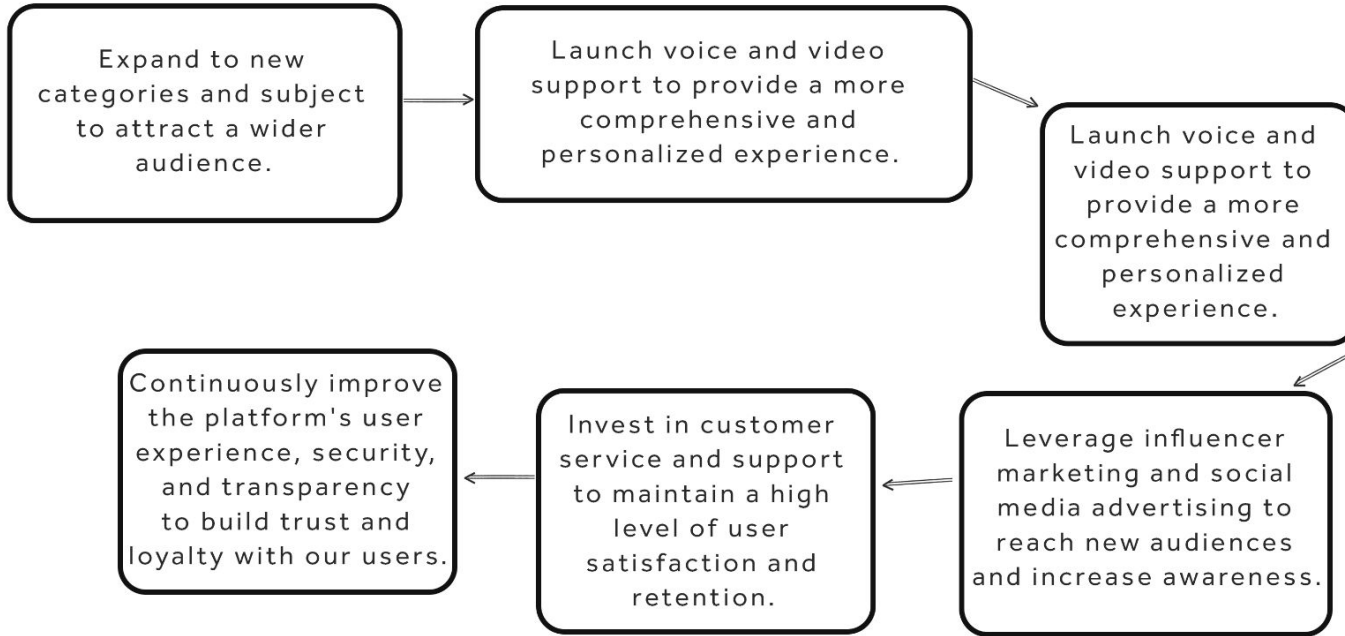 Expand to new
categories and subject
to attract a wider
audience.
Launch voice and video
support to provide a more
comprehensive and
personalized experience.
Launch voice and
video support to
provide a more
comprehensive and
personalized
experience.
Leverage influencer
marketing and social
media advertising to
reach new audiences
and increase awareness.
Invest in customer
service and support
to maintain a high
level of user
satisfaction and
retention.
Continuously improve
the platform's user
experience, security,
and transparency
to build trust and
loyalty with our users.